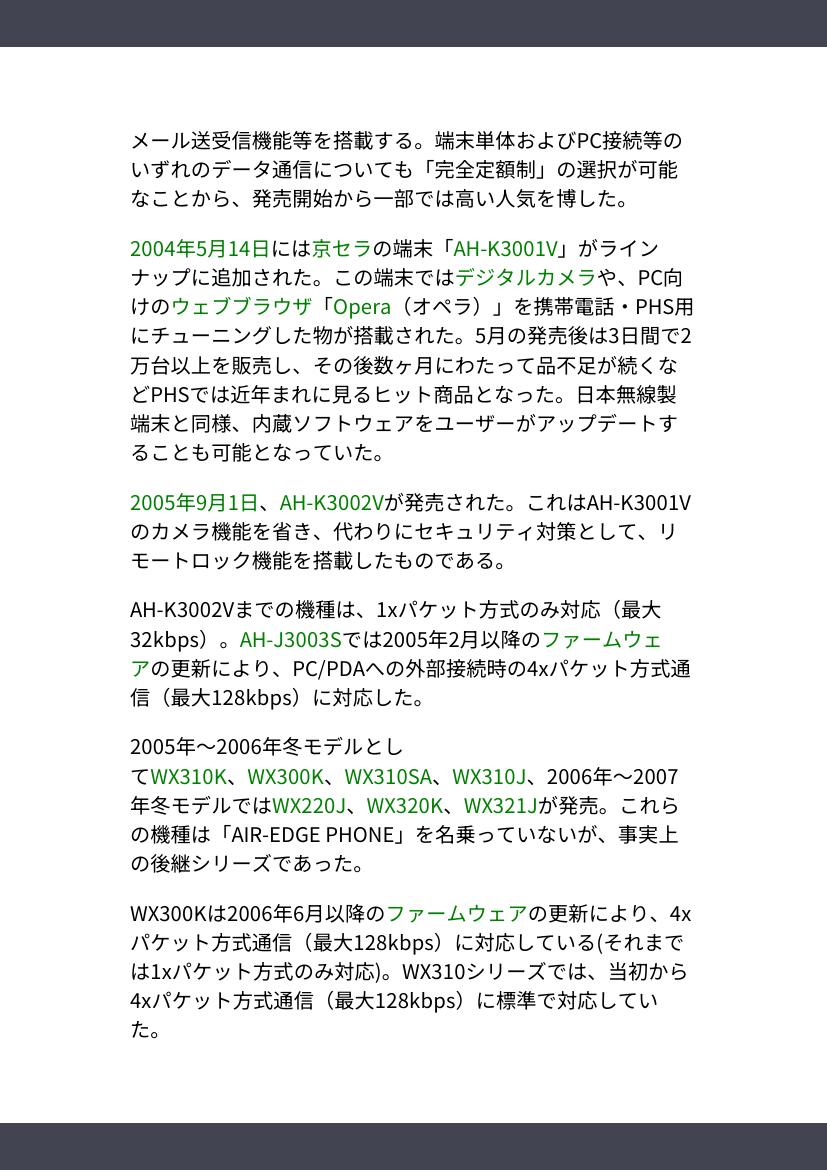 メール送受信機能等を搭載する。端末単体およびPC接続等の
いずれのデータ通信についても「完全定額制」の選択が可能
なことから、発売開始から一部では高い人気を博した。
2004年5月14日には京セラの端末「AH-K3001V」がライン
ナップに追加された。この端末ではデジタルカメラや、PC向
けのウェブブラウザ「Opera（オペラ）」を携帯電話・PHS用
にチューニングした物が搭載された。5月の発売後は3日間で2
万台以上を販売し、その後数ヶ月にわたって品不足が続くな
どPHSでは近年まれに見るヒット商品となった。日本無線製
端末と同様、内蔵ソフトウェアをユーザーがアップデートす
ることも可能となっていた。
2005年9月1日、AH-K3002Vが発売された。これはAH-K3001V
のカメラ機能を省き、代わりにセキュリティ対策として、リ
モートロック機能を搭載したものである。
AH-K3002Vまでの機種は、1xパケット方式のみ対応（最大
32kbps）。AH-J3003Sでは2005年2月以降のファームウェ
アの更新により、PC/PDAへの外部接続時の4xパケット方式通
信（最大128kbps）に対応した。
2005年～2006年冬モデルとし
てWX310K、WX300K、WX310SA、WX310J、2006年～2007
年冬モデルではWX220J、WX320K、WX321Jが発売。これら
の機種は「AIR-EDGE PHONE」を名乗っていないが、事実上
の後継シリーズであった。
WX300Kは2006年6月以降のファームウェアの更新により、4x
パケット方式通信（最大128kbps）に対応している(それまで
は1xパケット方式のみ対応)。WX310シリーズでは、当初から
4xパケット方式通信（最大128kbps）に標準で対応してい
た。